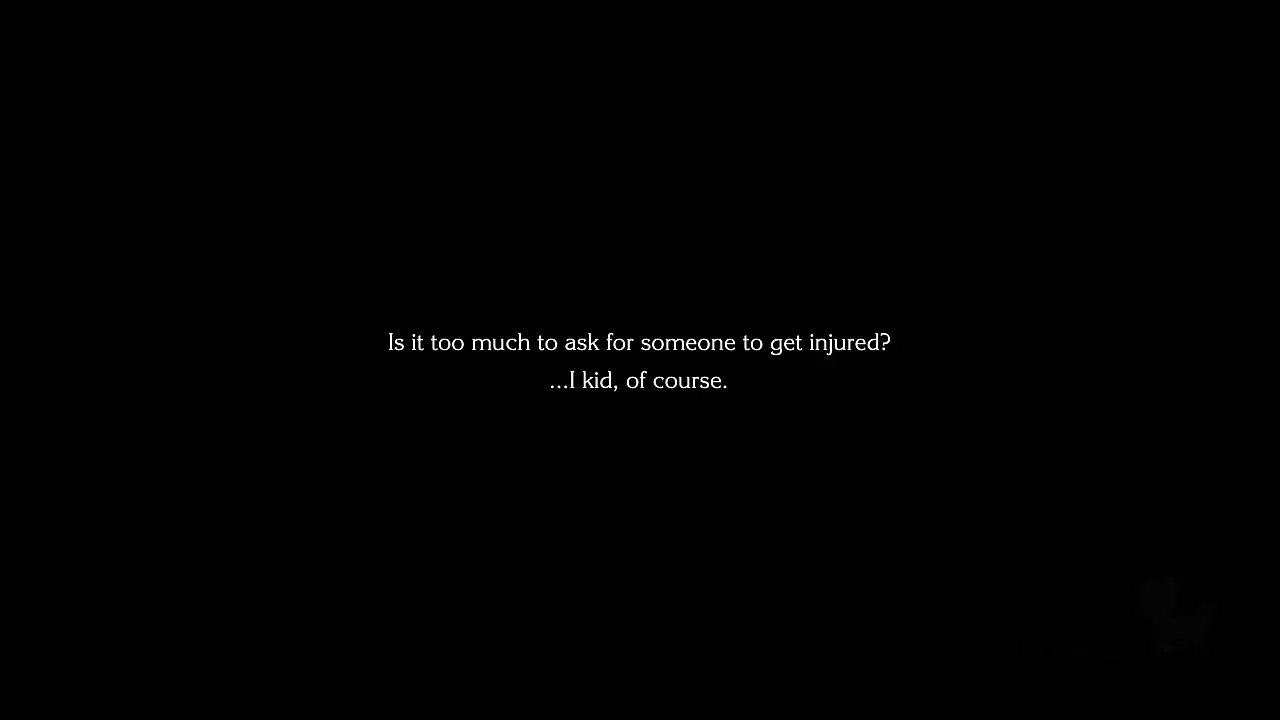 Is it too much to ask for someone to get injured?
...I kid, of course.